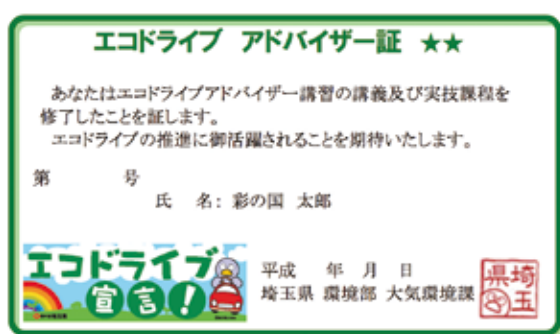 エコドライブ アドバイザー証 ★★
あなたはエコドライブアドバイザー講習の講義及び実技課程を
修了したことを証します。
エコドライブの推進に御活躍されることを期待いたします。
第 号
氏 名: 彩の国 太郎
エコドライブ
宣言!
平成 年 月 日
埼玉県 環境部 大気環境課
埼玉県